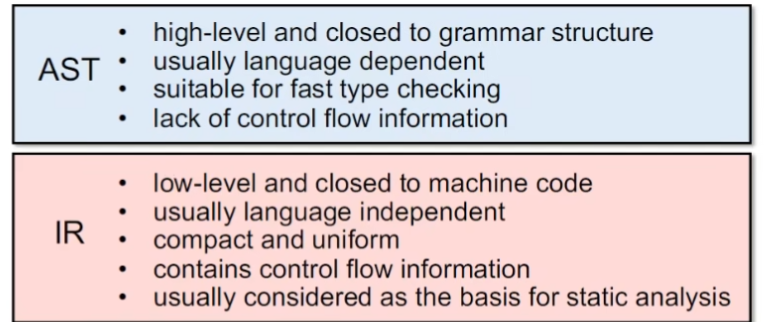 AST
• high-level and closed to grammar structure
• usually language dependent
• suitable for fast type checking
• lack of control flow information
IR
• low-level and closed to machine code
• usually language independent
• compact and uniform
• contains control flow information
• usually considered as the basis for static analysis